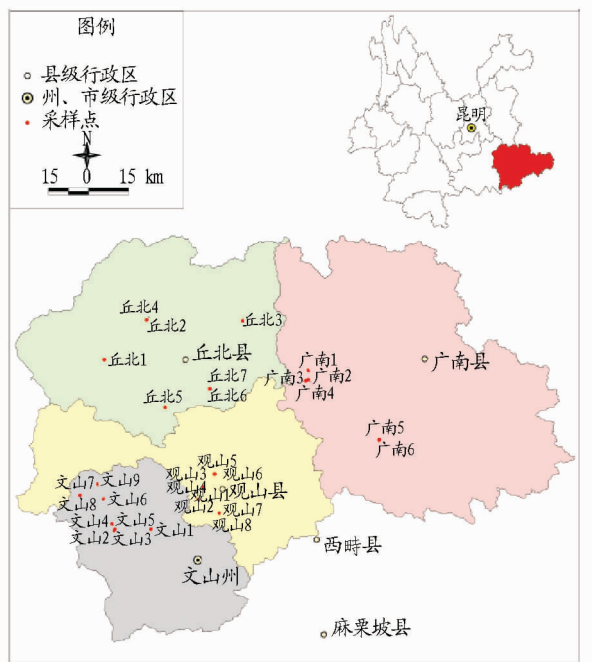 图例
县级行政区
州、市级行政区
采样点
N
15 0 15 km
昆明
丘北4
丘北2
丘北3
丘北1
丘北县
丘北7
丘北5
丘北6
广南1
广南3
广南2
广南4
广南县
广南5
广南6
观山5
观山3
观山6
观山4
观山1
观山县
观山2
观山7
观山8
文山7
文山9
文山8
文山6
文山4
文山5
文山1
文山2
文山3
文山州
西畤县
麻栗坡县